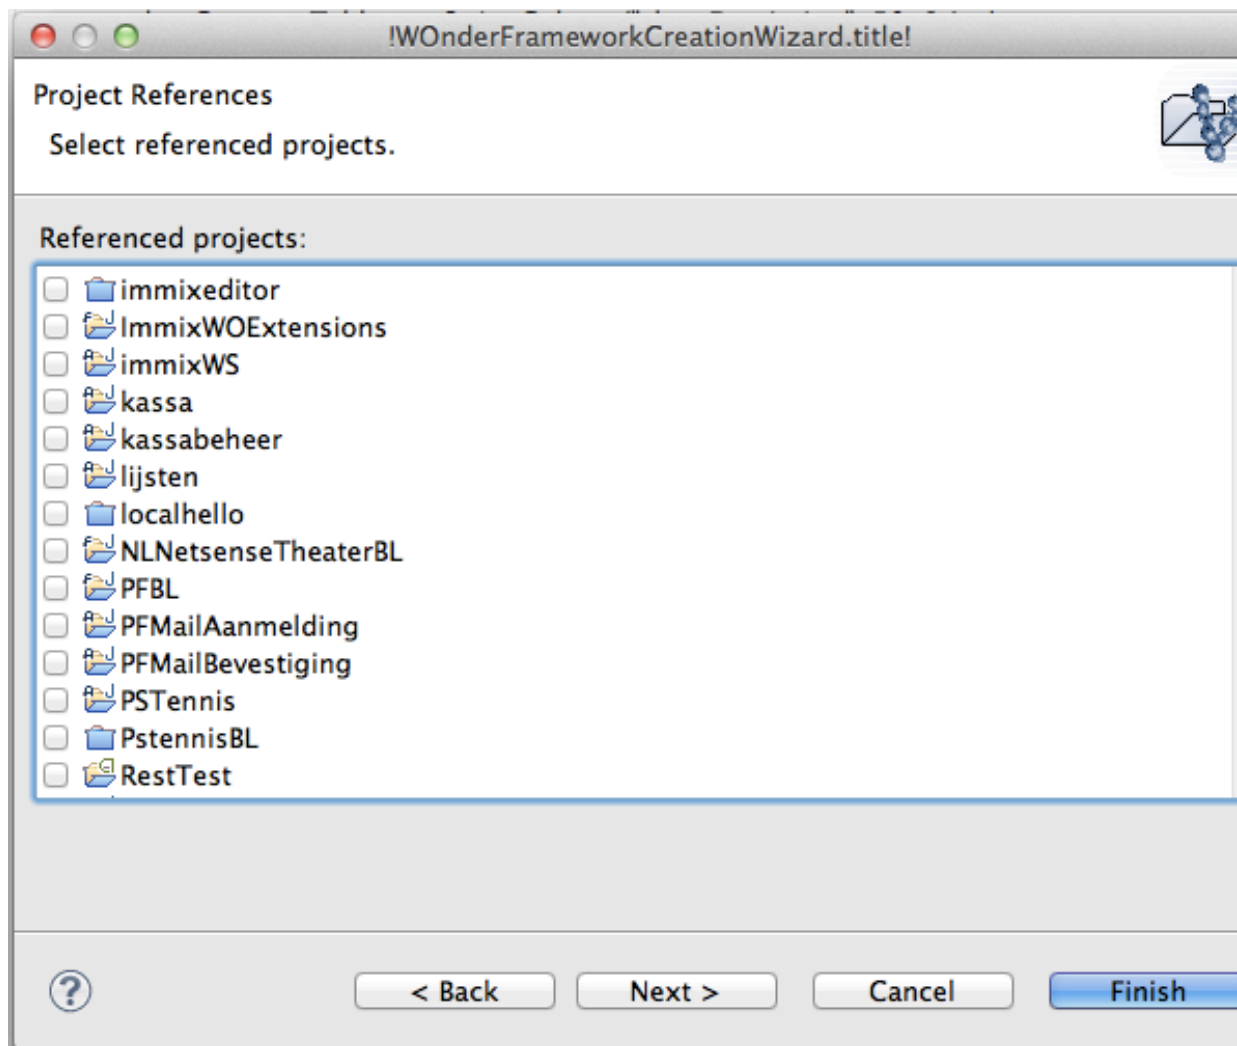 !WOnderFrameworkCreationWizard.title!
Project References
Select referenced projects.
Referenced projects:
immixeditor
ImmixWOExtensions
immixWS
kassa
kassabeheer
lijsten
localhello
NLNetsenseTheaterBL
PFBL
PFMailAanmelding
PFMailBevestiging
PSTennis
PstennisBL
RestTest
?
< Back
Next >
Cancel
Finish